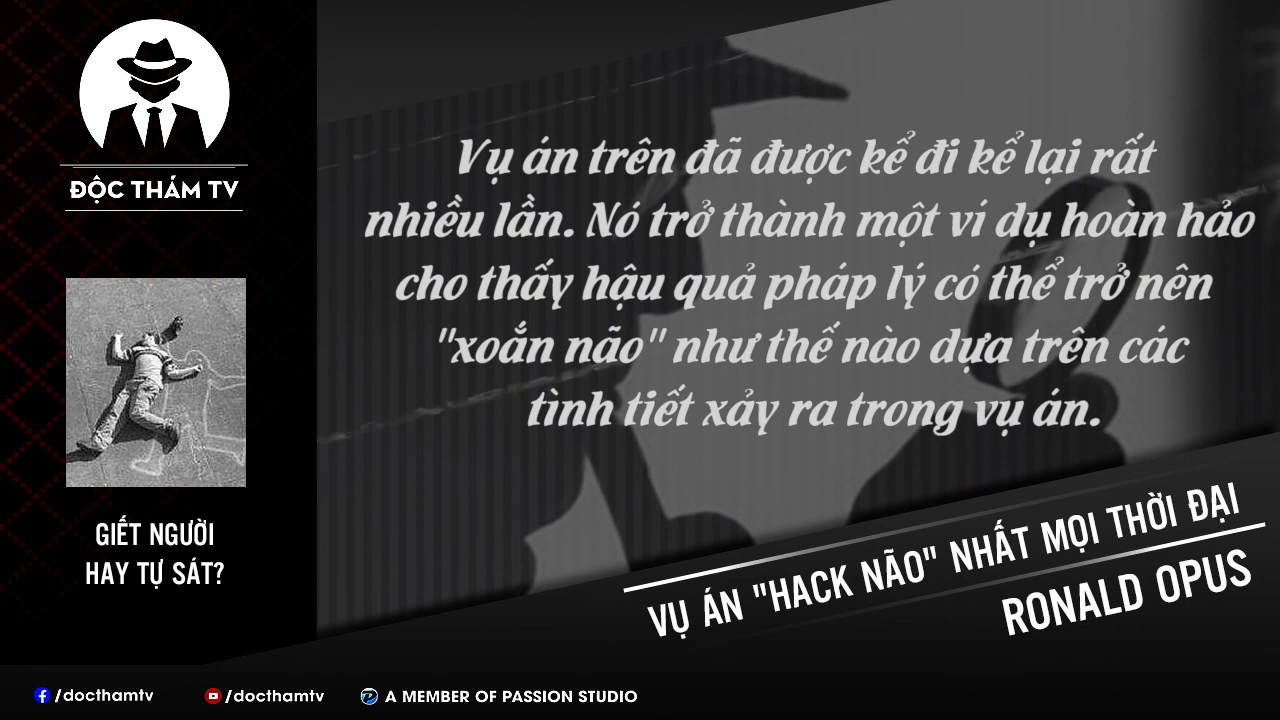 ĐỘC THÁM TV
GIẾT NGƯỜI
HAY TỰ SÁT?
Vụ án trên đã được kể đi kể lại rất
nhiều lần. Nó trở thành một ví dụ hoàn hảo
cho thấy hậu quả pháp lý có thể trở nên
"xoắn não" như thế nào dựa trên các
tình tiết xảy ra trong vụ án.
VỤ ÁN "HACK NÃO" NHẤT MỌI THỜI ĐẠI
RONALD OPUS
/docthamtv
/docthamtv
A MEMBER OF PASSION STUDIO